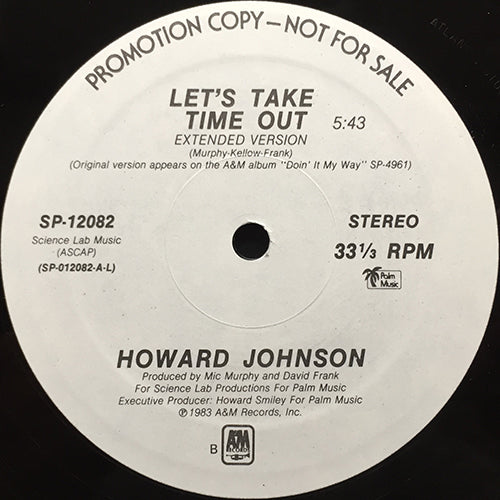 PROMOTION COPY—NOT FOR SALE
LET'S TAKE
TIME OUT 5:43
EXTENDED VERSION
(Murphy-Kellow-Frank)
(Original version appears on the A&M album "Doin' It My Way" SP-4961)
SP-12082
Science Lab Music
(ASCAP)
(SP-012082-A-L)
STEREO
33 1/3 RPM
Palm
Music
HOWARD JOHNSON
Produced by Mic Murphy and David Frank
For Science Lab Productions For Palm Music
Executive Producer: Howard Smiley For Palm Music
℗ 1983 A&M Records, Inc.
B
A&M
RECORDS